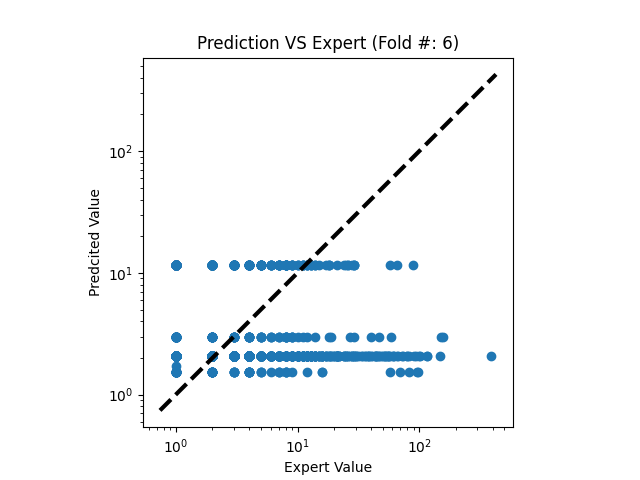 Prediction VS Expert (Fold #: 6)
Predcited Value
10²
10¹
10⁰
10⁰ 10¹ 10²
Expert Value